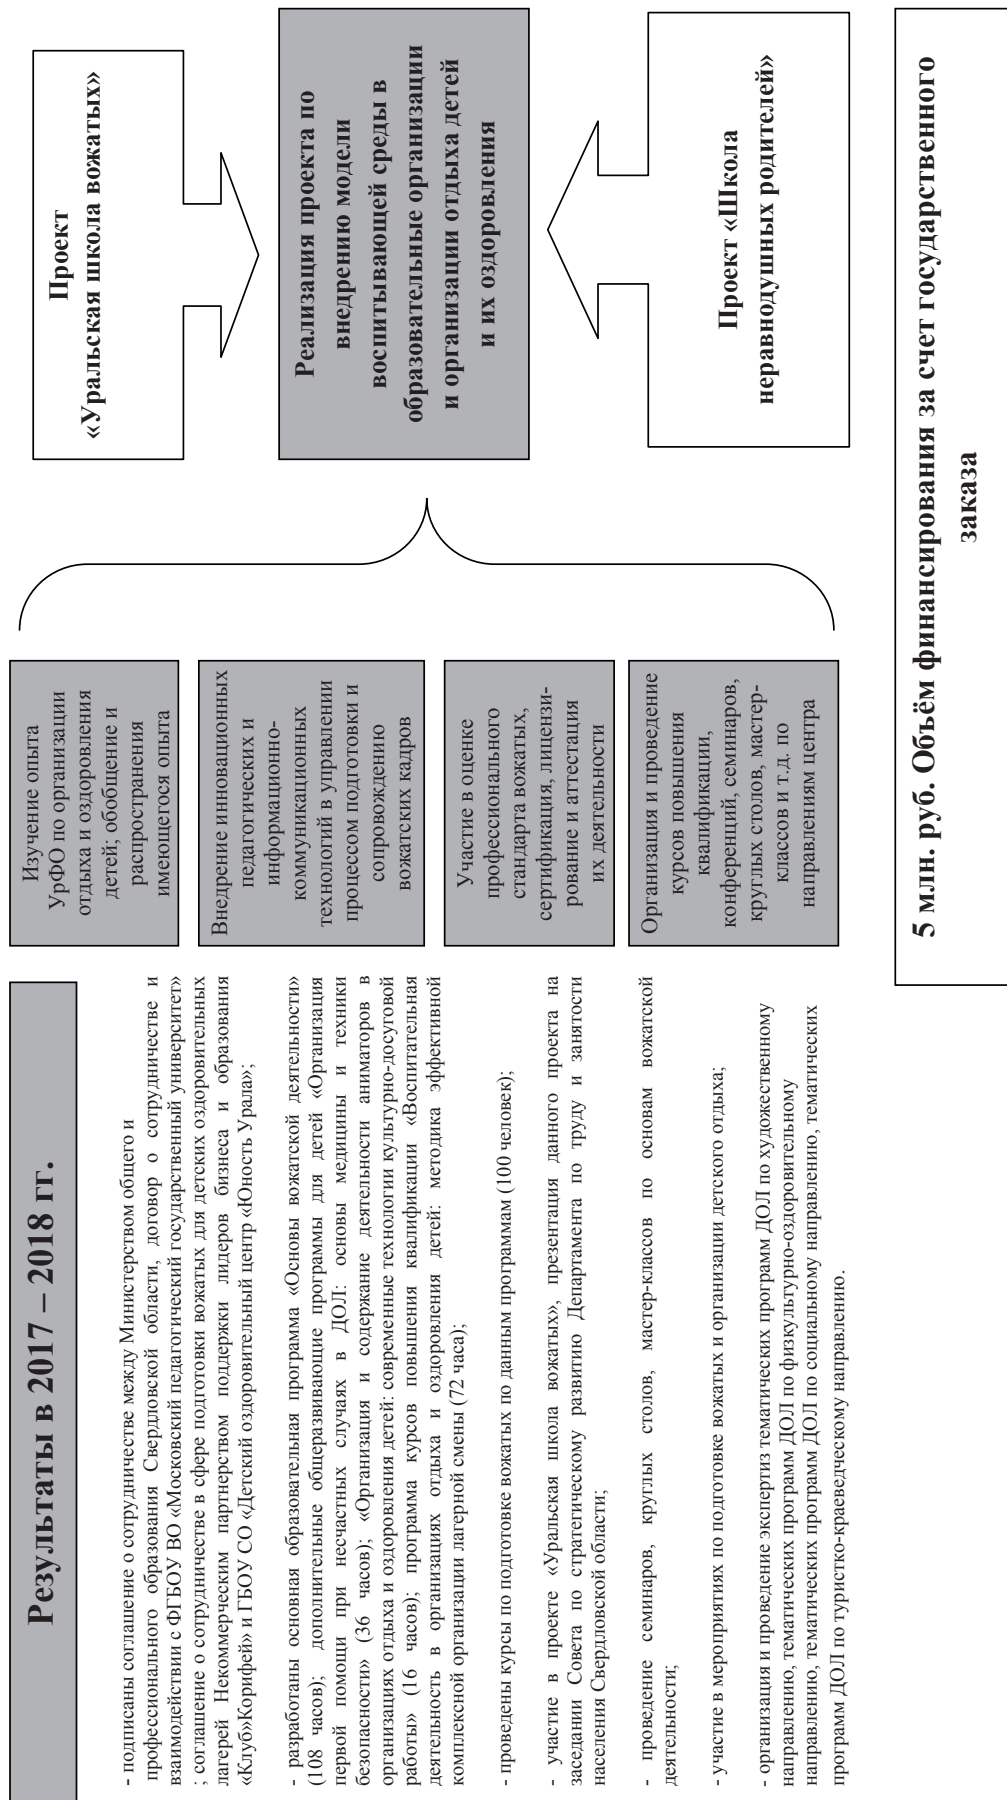 Результаты в 2017 – 2018 гг.
- подписаны соглашение о сотрудничестве между Министерством общего и
профессионального образования Свердловской области, договор о сотрудничестве и
взаимодействии с ФГБОУ ВО «Московский педагогический государственный университет»
; соглашение о сотрудничестве в сфере подготовки вожатых для детских оздоровительных
лагерей Некоммерческим партнерством поддержки лидеров бизнеса и образования
«Клуб»Корифей» и ГБОУ СО «Детский оздоровительный центр «Юность Урала»;
- разработаны основная образовательная программа «Основы вожатской деятельности»
(108 часов); дополнительные общеразвивающие программы для детей «Организация
первой помощи при несчастных случаях в ДОЛ: основы медицины и техники
безопасности» (36 часов); «Организация и содержание деятельности аниматоров в
организациях отдыха и оздоровления детей: современные технологии культурно-досуговой
работы» (16 часов); программа курсов повышения квалификации «Воспитательная
деятельность в организациях отдыха и оздоровления детей: методика эффективной
комплексной организации лагерной смены (72 часа);
- проведены курсы по подготовке вожатых по данным программам (100 человек);
- участие в проекте «Уральская школа вожатых», презентация данного проекта на
заседании Совета по стратегическому развитию Департамента по труду и занятости
населения Свердловской области;
- проведение семинаров, круглых столов, мастер-классов по основам вожатской
деятельности;
- участие в мероприятиях по подготовке вожатых и организации детского отдыха;
- организация и проведение экспертиз тематических программ ДОЛ по художественному
направлению, тематических программ ДОЛ по физкультурно-оздоровительному
направлению, тематических программ ДОЛ по социальному направлению, тематических
программ ДОЛ по туристко-краеведческому направлению.
Изучение опыта
УрФО по организации
отдыха и оздоровления
детей; обобщение и
распространения
имеющегося опыта
Внедрение инновационных
педагогических и
информационно-
коммуникационных
технологий в управлении
процессом подготовки и
сопровождению
вожатских кадров
Участие в оценке
профессионального
стандарта вожатых,
сертификация, лицензи-
рование и аттестация
их деятельности
Организация и проведение
курсов повышения
квалификации,
конференций, семинаров,
круглых столов, мастер-
классов и т.д. по
направлениям центра
Проект
«Уральская школа вожатых»
Реализация проекта по
внедрению модели
воспитывающей среды в
образовательные организации
и организации отдыха детей
и их оздоровления
Проект «Школа
неравнодушных родителей»
5 млн. руб. Объём финансирования за счет государственного
заказа